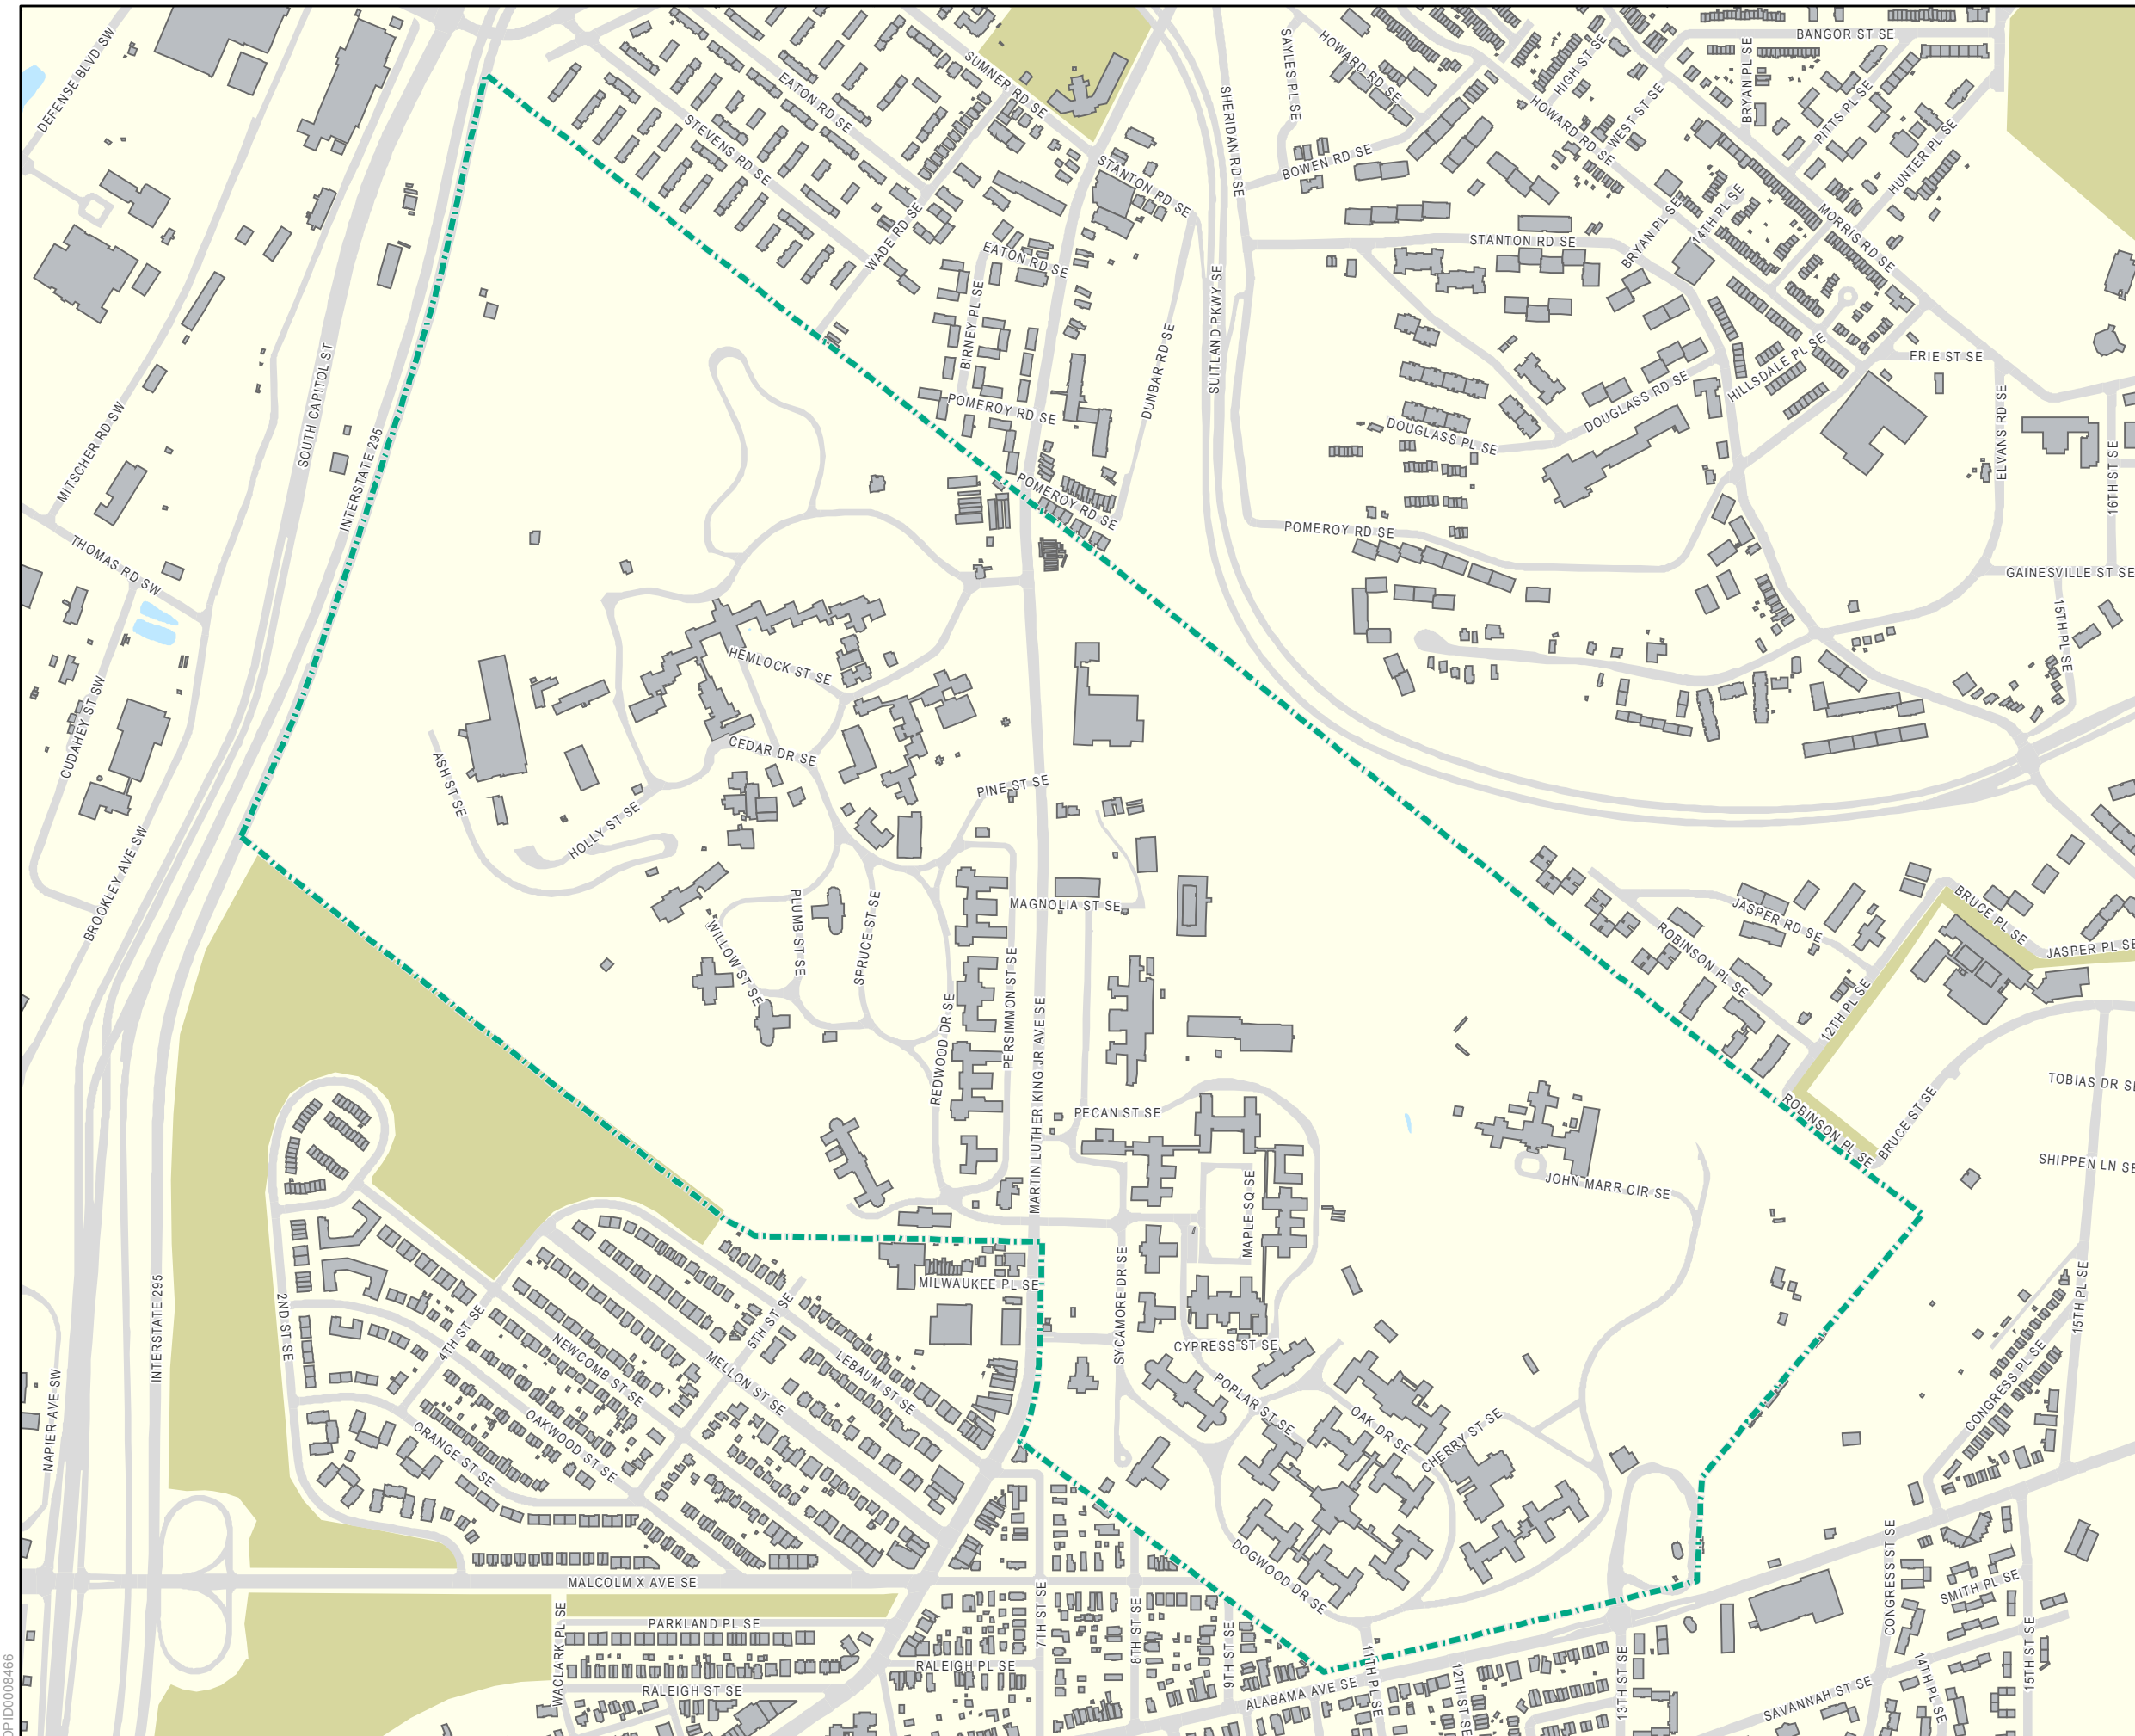 DEFENSE BLVD SW
SUMNER RD SE
EATON RD SE
STEVENS RD SE
STANTON RD SE
WADE RD SE
EATON RD SE
BIRNEY PL SE
DUNBAR RD SE
POMEROY RD SE
POMEROY RD SE
SHERIDAN RD SE
SUITLAND PKWY SE
SAYLES PL SE
HOWARD RD SE
BOWEN RD SE
HIGH ST SE
HOWARD RD SE
WEST ST SE
BANGOR ST SE
BRYAN PL SE
PITTS PL SE
HUNTER PL SE
MORRIS RD SE
14TH PL SE
BRYAN PL SE
STANTON RD SE
HILLSDALE PL SE
ERIE ST SE
ELVANS RD SE
DOUGLASS RD SE
DOUGLASS PL SE
POMEROY RD SE
16TH ST SE
GAINESVILLE ST SE
15TH PL SE
SOUTH CAPITOL ST
INTERSTATE 295
MITSCHER RD SW
THOMAS RD SW
CUDAHEY ST SW
BROOKLEY AVE SW
HEMLOCK ST SE
CEDAR DR SE
ASH ST SE
HOLLY ST SE
PINE ST SE
MAGNOLIA ST SE
PLUMB ST SE
WILLOW ST SE
SPRUCE ST SE
REDWOOD DR SE
PERSIMMON ST SE
MARTIN LUTHER KING JR AVE SE
PECAN ST SE
MAPLE SQ SE
JOHN MARR CIR SE
JASPER RD SE
ROBINSON PL SE
12TH PL SE
BRUCE PL SE
JASPER PL SE
ROBINSON PL SE
BRUCE ST SE
TOBIAS DR SE
SHIPPEN LN SE
15TH PL SE
CONGRESS PL SE
MILWAUKEE PL SE
SYCAMORE DR SE
CYPRESS ST SE
POPLAR ST SE
OAK DR SE
CHERRY ST SE
DOGWOOD DR SE
2ND ST SE
4TH ST SE
5TH ST SE
NEWCOMB ST SE
MELLON ST SE
LEBAUM ST SE
OAKWOOD ST SE
ORANGE ST SE
INTERSTATE 295
NAPIER AVE SW
MALCOLM X AVE SE
PARKLAND PL SE
WACLARK PL SE
RALEIGH PL SE
RALEIGH ST SE
7TH ST SE
8TH ST SE
9TH ST SE
ALABAMA AVE SE
11TH PL SE
12TH ST SE
13TH ST SE
SAVANNAH ST SE
CONGRESS ST SE
SMITH PL SE
14TH PL SE
15TH ST SE
OPID0008466